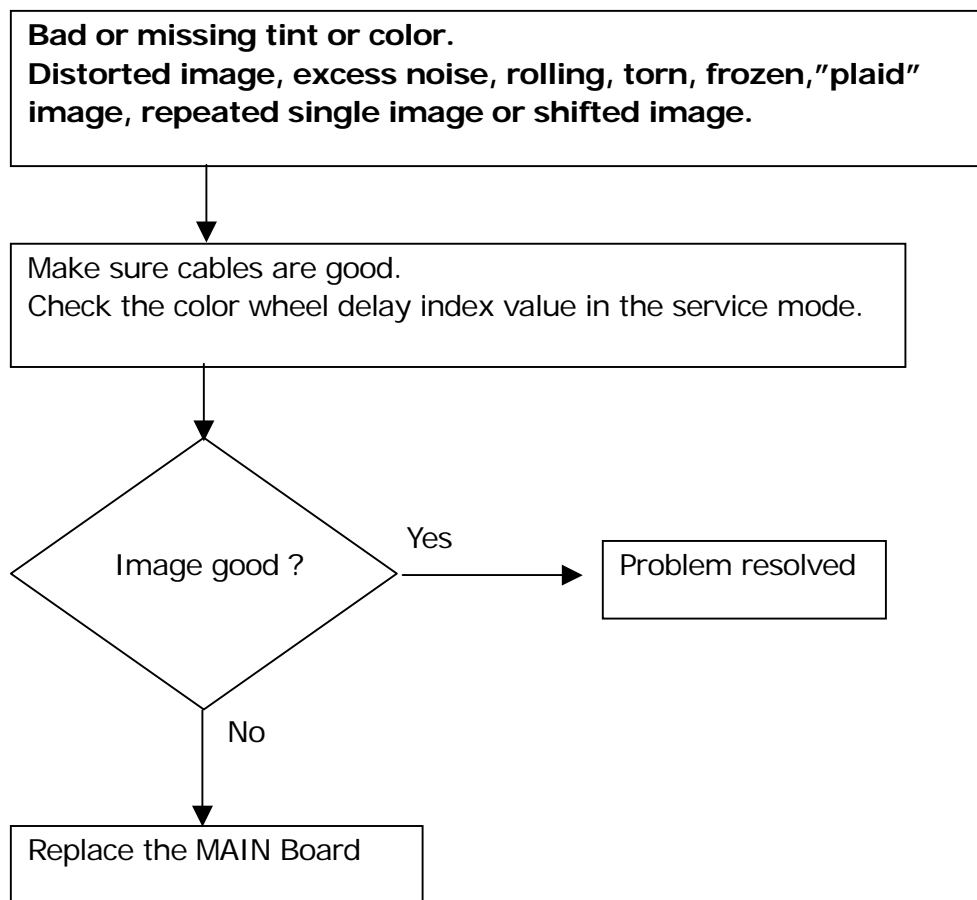 Bad or missing tint or color.
Distorted image, excess noise, rolling, torn, frozen,”plaid”
image, repeated single image or shifted image.
Make sure cables are good.
Check the color wheel delay index value in the service mode.
Image good ?
Yes
Problem resolved
No
Replace the MAIN Board